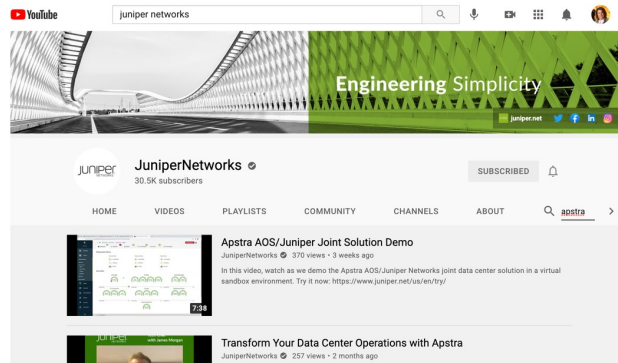 YouTube
juniper networks
Engineering Simplicity
juniper.net
JUNIPER
NETWORKS
JuniperNetworks
30.5K subscribers
SUBSCRIBED
HOME VIDEOS PLAYLISTS COMMUNITY CHANNELS ABOUT apstra
Apstra AOS/Juniper Joint Solution Demo
JuniperNetworks 370 views • 3 weeks ago
In this video, watch as we demo the Apstra AOS/Juniper Networks joint data center solution in a virtual
sandbox environment. Try it now: https://www.juniper.net/us/en/try/
7:38
JUNIPER
with James Morgan
Transform Your Data Center Operations with Apstra
JuniperNetworks 257 views • 2 months ago